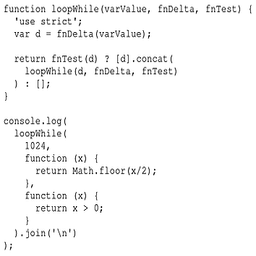 function loopWhile(varValue, fnDelta, fnTest) {
  'use strict';
  var d = fnDelta(varValue);

  return fnTest(d) ? [d].concat(
    loopWhile(d, fnDelta, fnTest)
  ) : [];
}

console.log(
  loopWhile(
    1024,
    function (x) {
      return Math.floor(x/2);
    },
    function (x) {
      return x > 0;
    }
  ).join('\n')
);